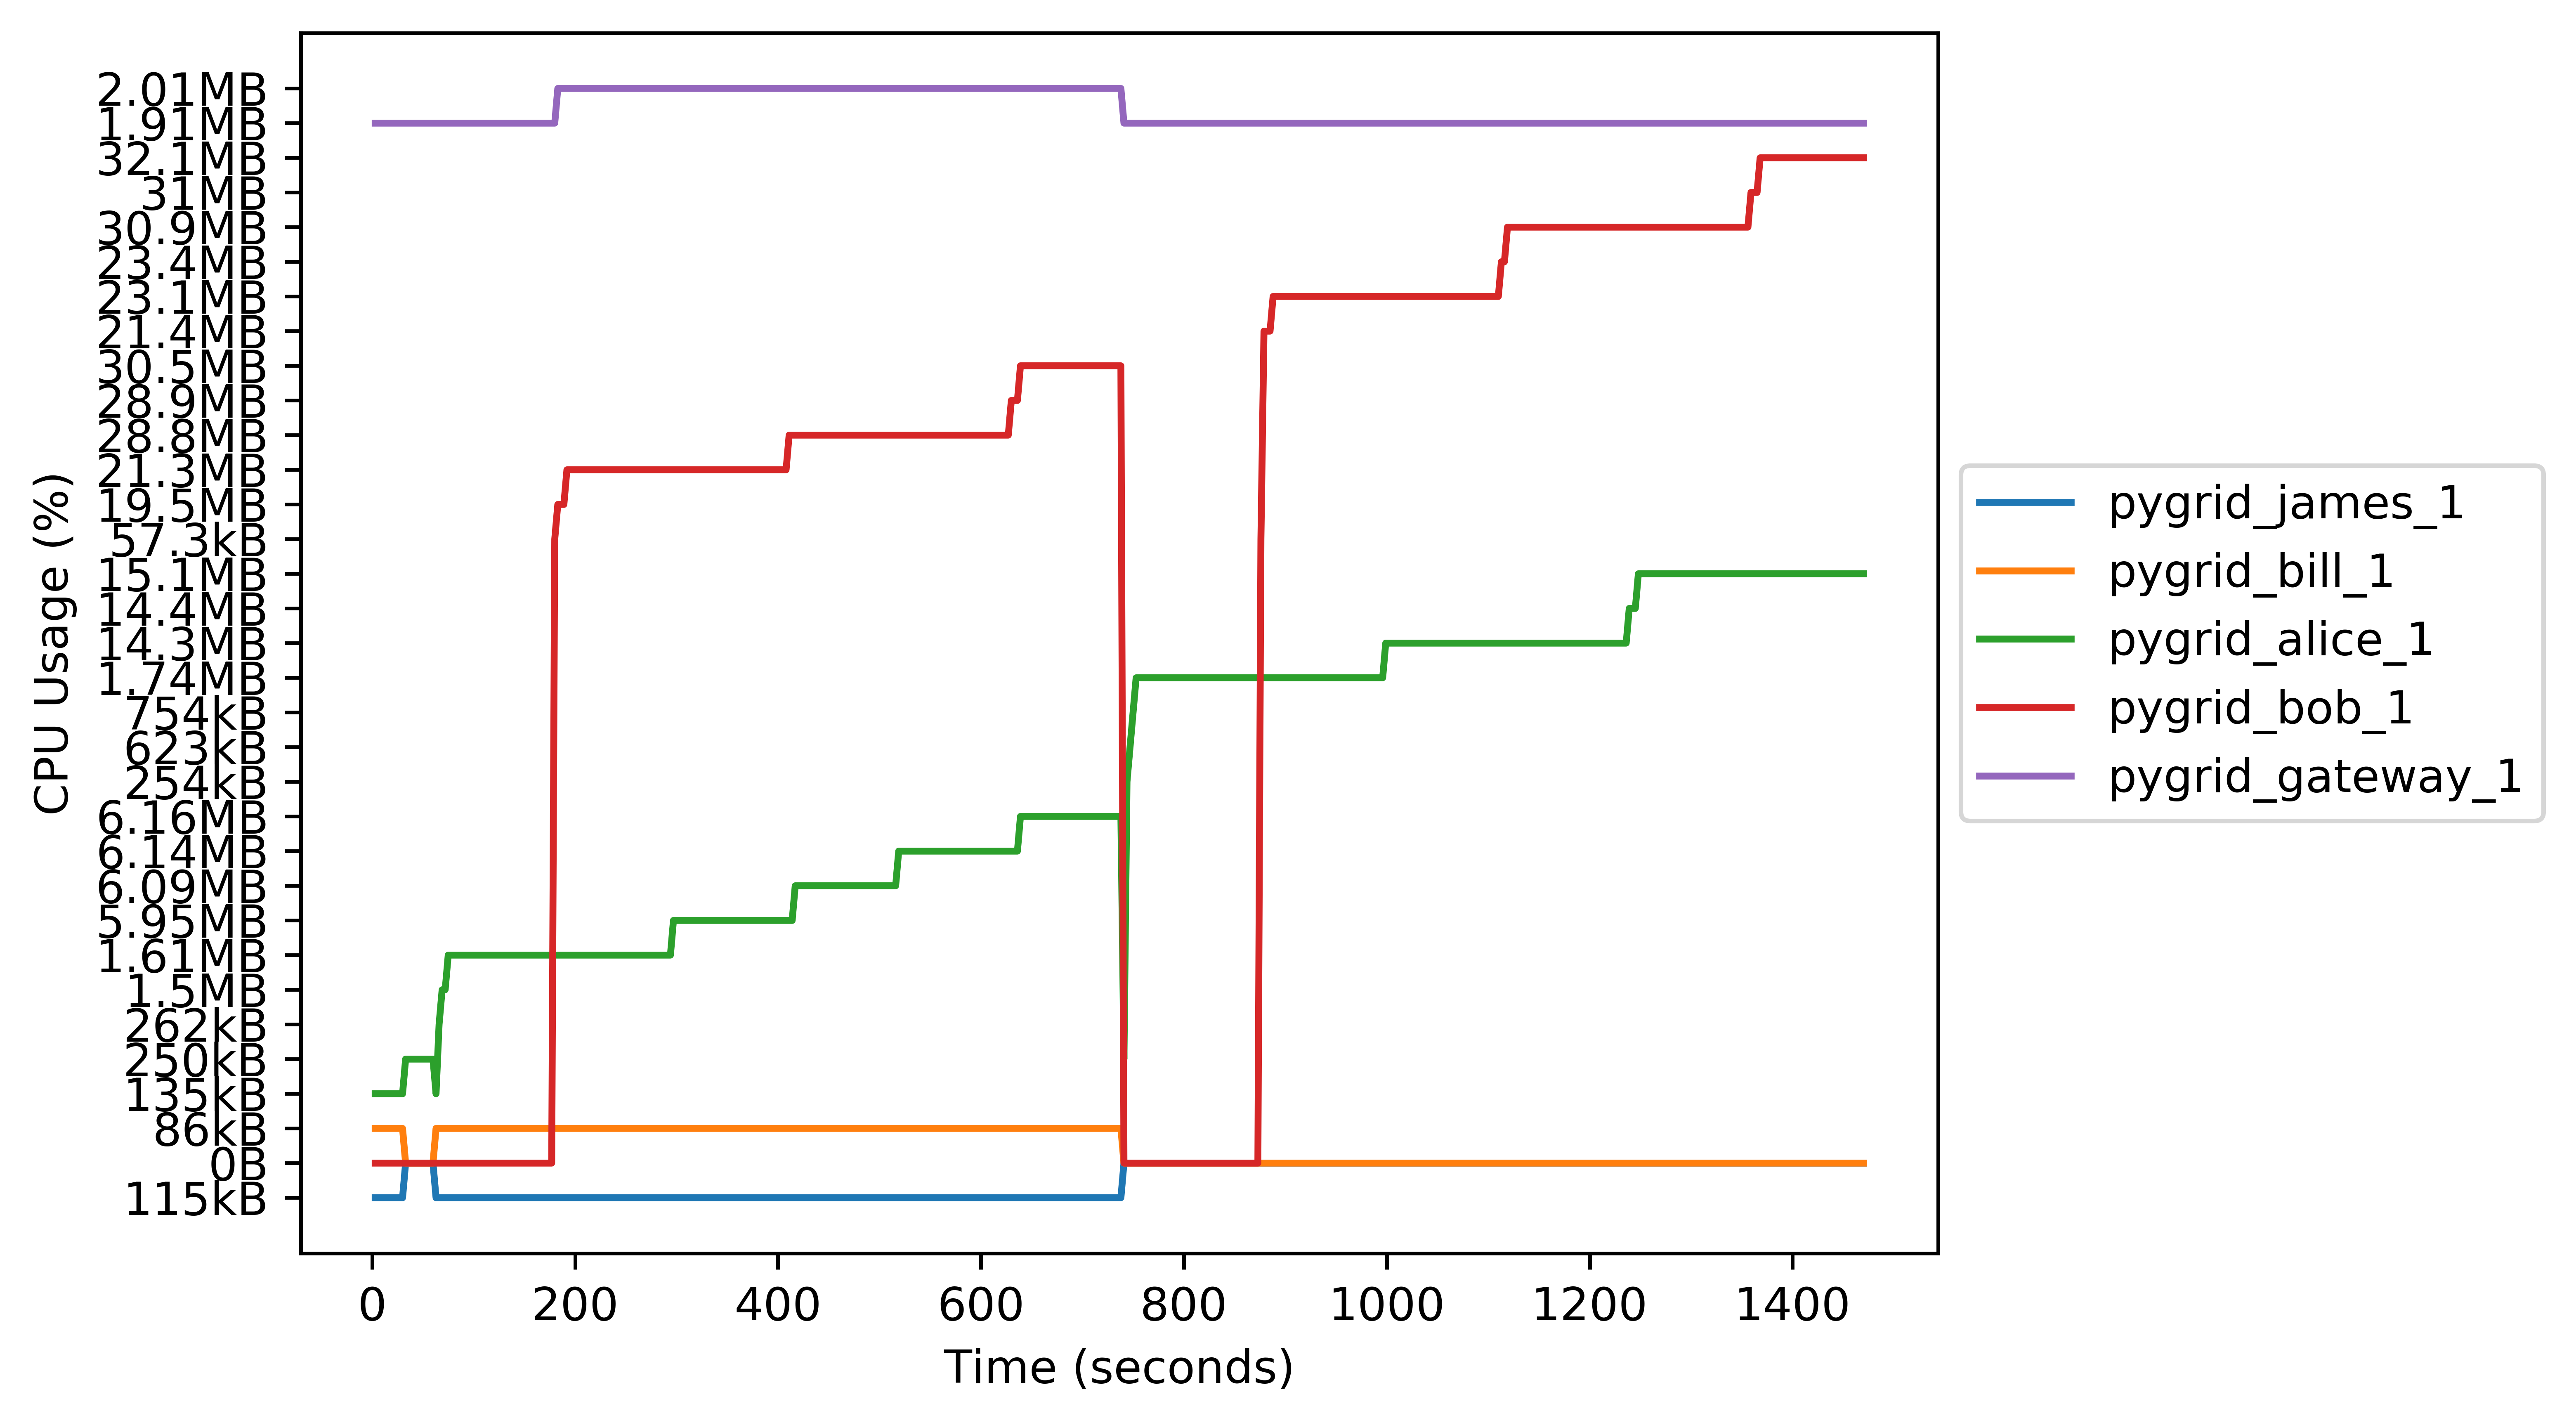 2.01MB
1.91MB
32.1MB
31MB
30.9MB
23.4MB
23.1MB
21.4MB
30.5MB
28.9MB
28.8MB
21.3MB
19.5MB
57.3kB
15.1MB
14.4MB
14.3MB
1.74MB
754kB
623kB
254kB
6.16MB
6.14MB
6.09MB
5.95MB
1.61MB
1.5MB
262kB
250kB
135kB
86kB
0B
115kB
CPU Usage (%)
0 200 400 600 800 1000 1200 1400
Time (seconds)
pygrid_james_1
pygrid_bill_1
pygrid_alice_1
pygrid_bob_1
pygrid_gateway_1